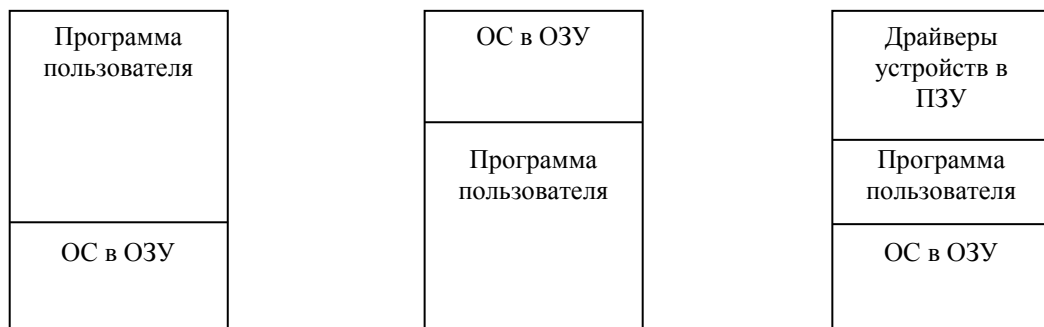 Программа
пользователя
ОС в ОЗУ
ОС в ОЗУ
Программа
пользователя
Драйверы
устройств в
ПЗУ
Программа
пользователя
ОС в ОЗУ